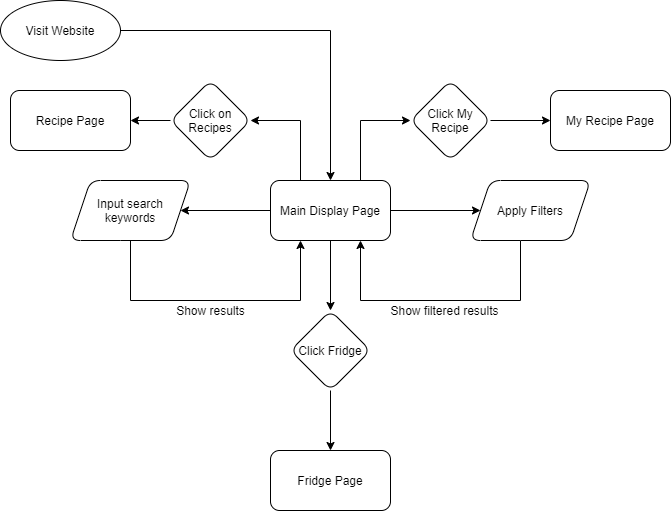 Visit Website
Recipe Page
Click on
Recipes
Click My
Recipe
My Recipe Page
Input search
keywords
Main Display Page
Apply Filters
Show results
Show filtered results
Click Fridge
Fridge Page